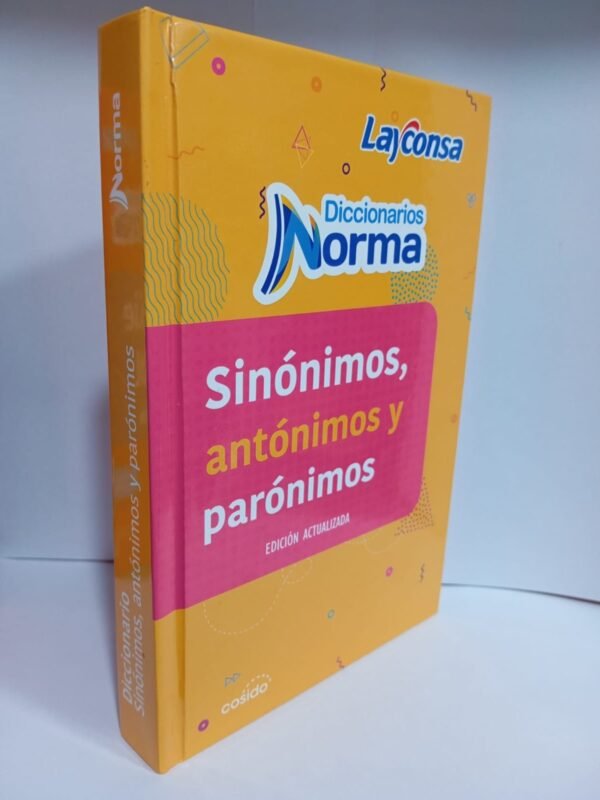 Layconsa
Diccionarios
Norma
Sinónimos,
antónimos y
parónimos
EDICIÓN ACTUALIZADA
cosido
Norma
Diccionario
Sinónimos, antónimos y parónimos